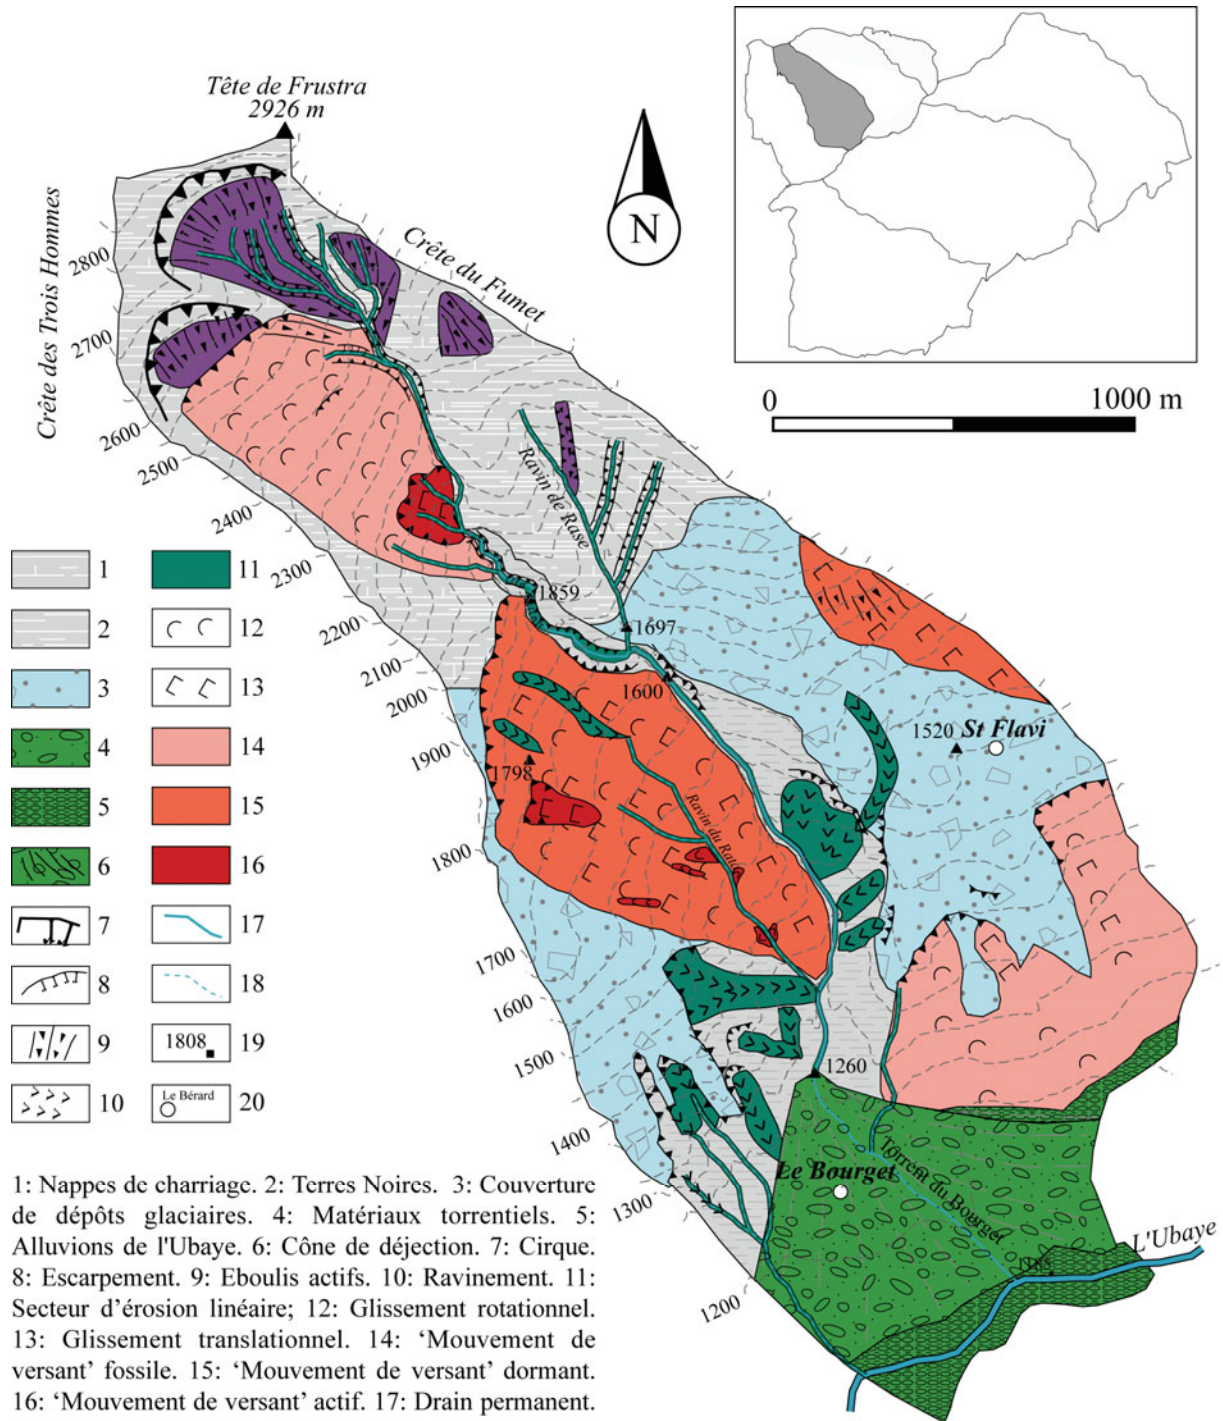 Tête de Frustra
2926 m
Crête des Trois Hommes
Crête du Fumet
N
0
1000 m
2800
2700
2600
2500
2400
2300
2200
2100
2000
1900
1800
1700
1600
1500
1400
1300
1200
Ravin de Rase
1859
1697
1600
1520 St Flavi
1798
Ravin du Rata
1260
Le Bourget
Torrent du Bourget
L'Ubaye
1185
1
2
3
4
5
6
7
8
9
10
11
12
13
14
15
16
17
18
1808
19
Le Bérard
20
1: Nappes de charriage. 2: Terres Noires. 3: Couverture
de dépôts glaciaires. 4: Matériaux torrentiels. 5:
Alluvions de l'Ubaye. 6: Cône de déjection. 7: Cirque.
8: Escarpement. 9: Eboulis actifs. 10: Ravinement. 11:
Secteur d’érosion linéaire; 12: Glissement rotationnel.
13: Glissement translationnel. 14: ‘Mouvement de
versant’ fossile. 15: ‘Mouvement de versant’ dormant.
16: ‘Mouvement de versant’ actif. 17: Drain permanent.